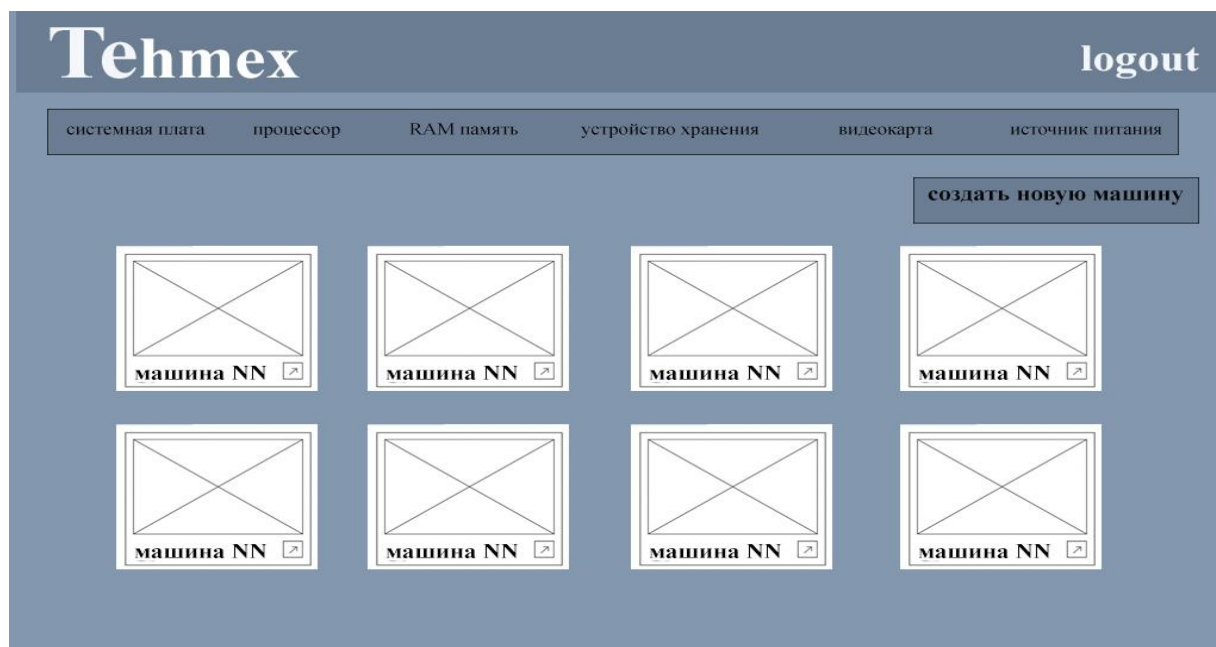 Tehmex
logout
системная плата процессор RAM память устройство хранения видеокарта источник питания
создать новую машину
машина NN машина NN машина NN машина NN
машина NN машина NN машина NN машина NN